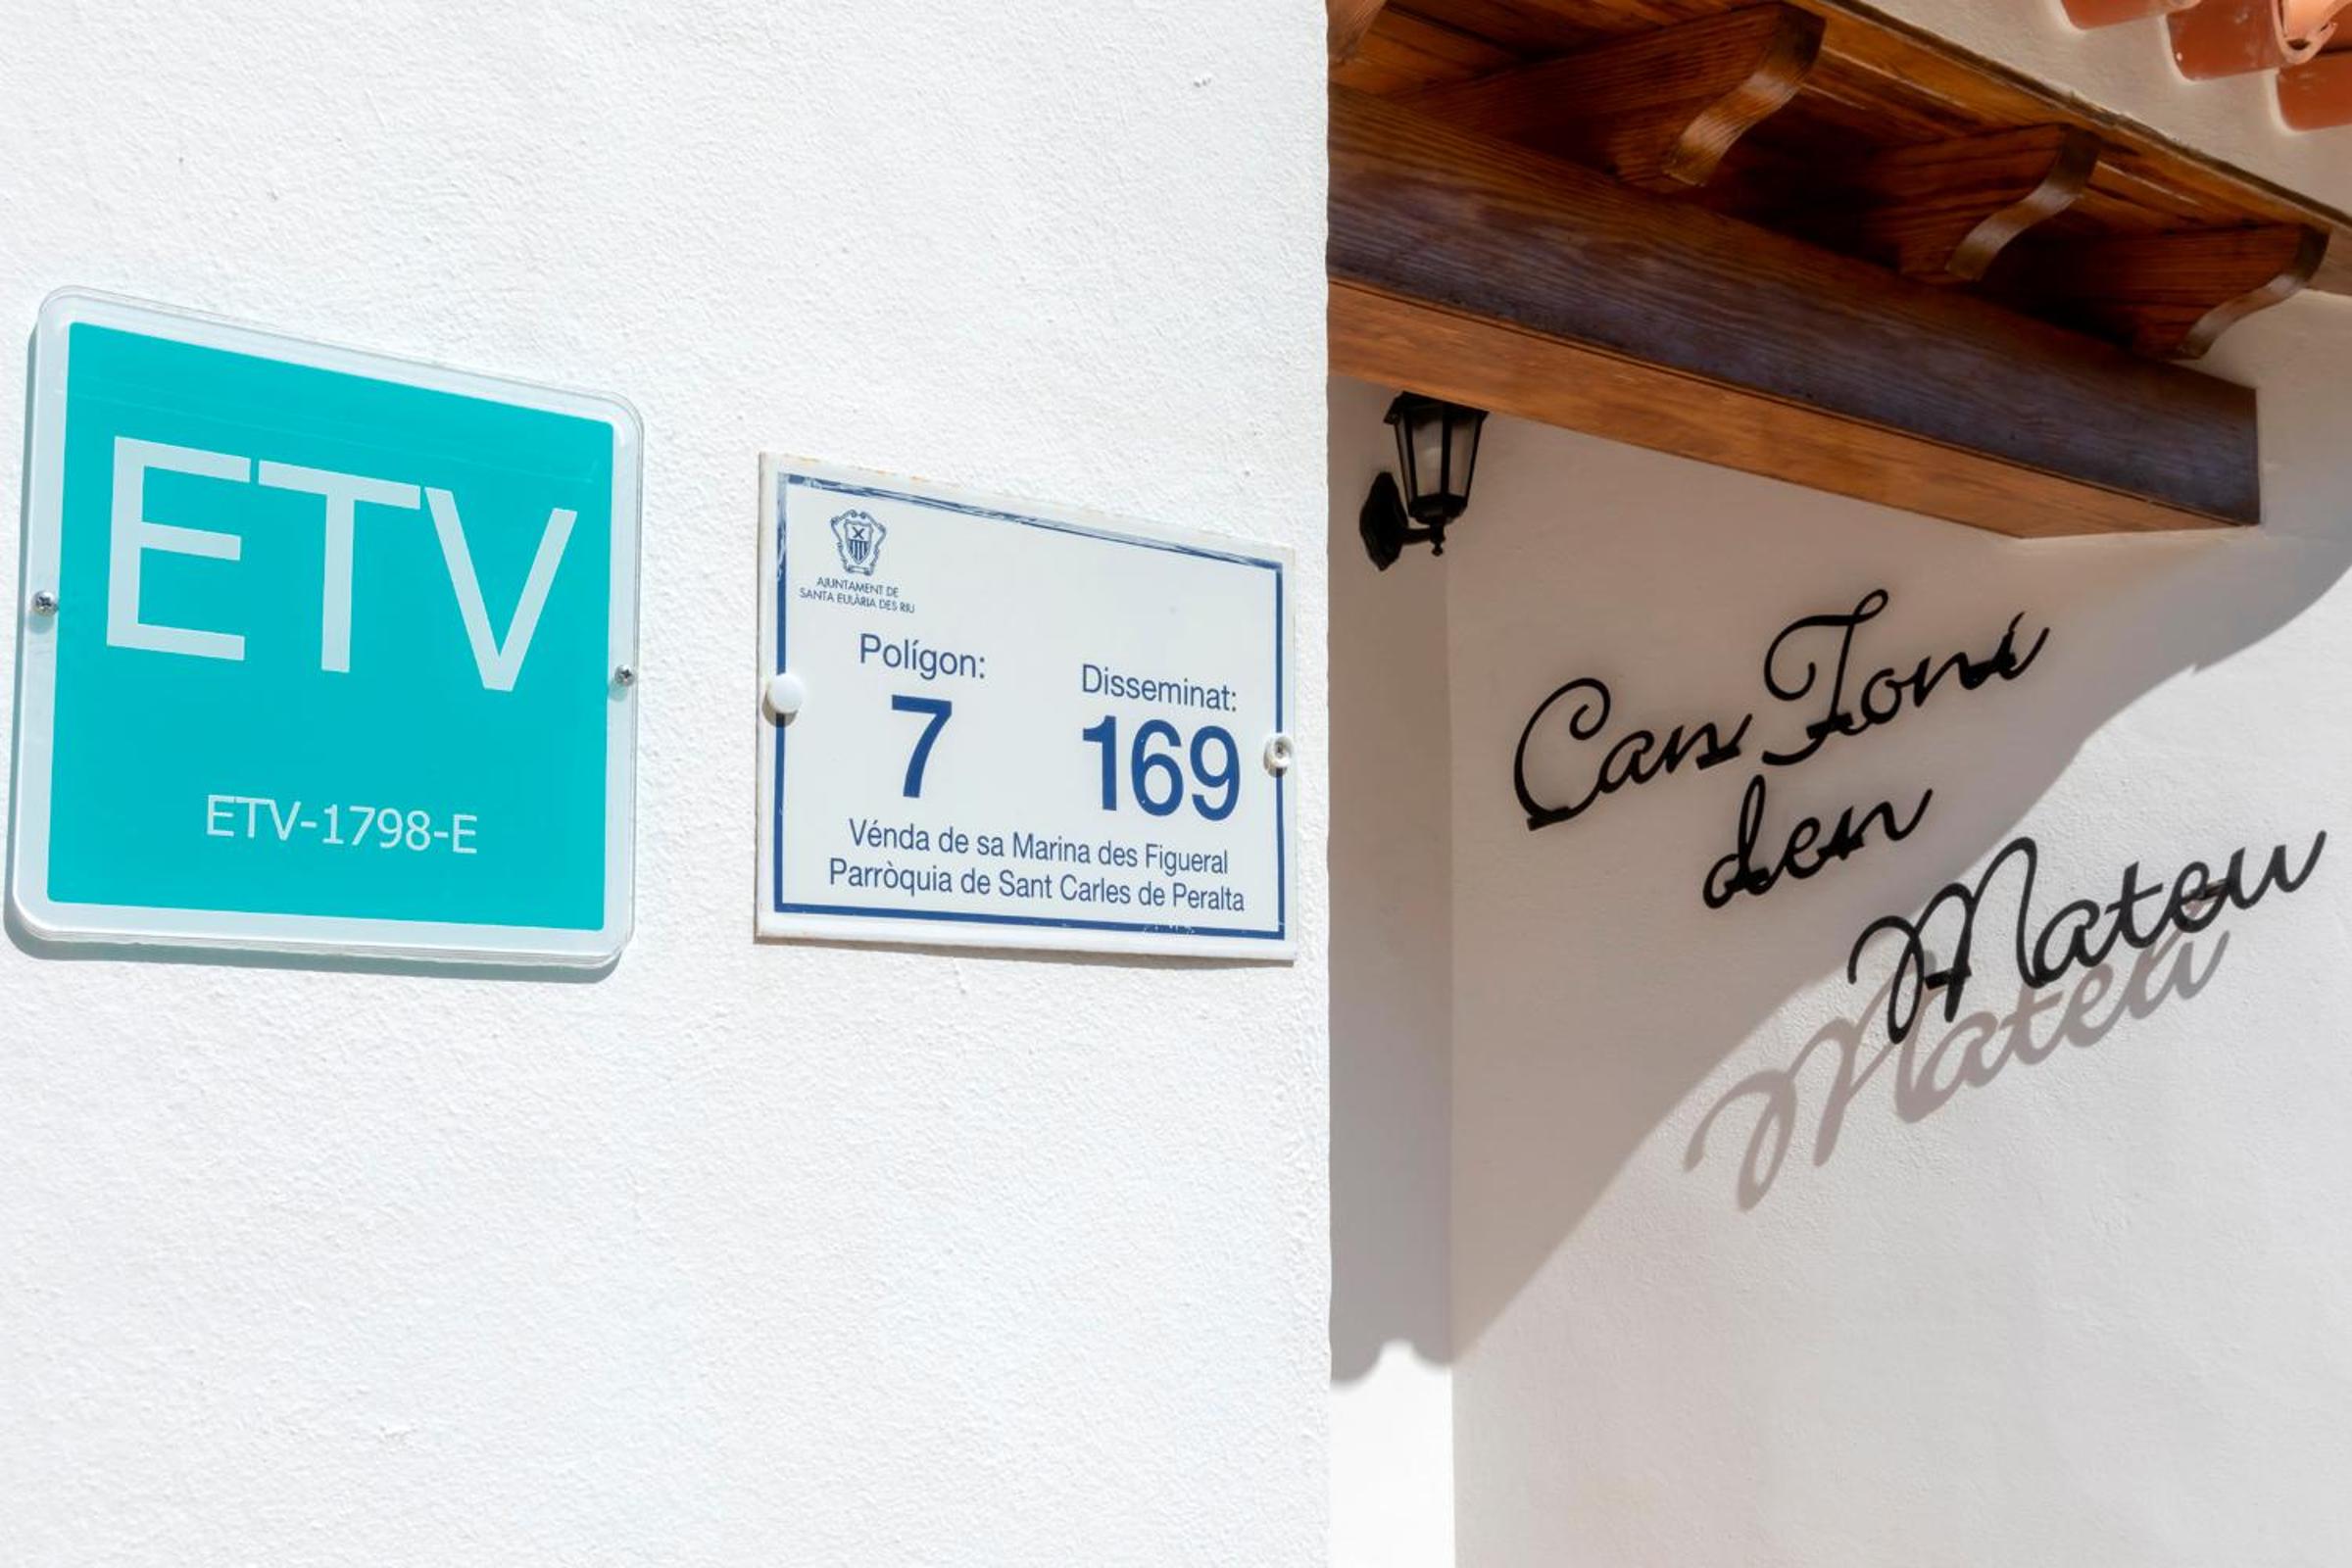 ETV
ETV-1798-E
AJUNTAMENT DE
SANTA EULÀRIA DES RIU
Polígon:
7
Disseminat:
169
Vénda de sa Marina des Figueral
Parròquia de Sant Carles de Peralta
Can Toni
den
Mateu